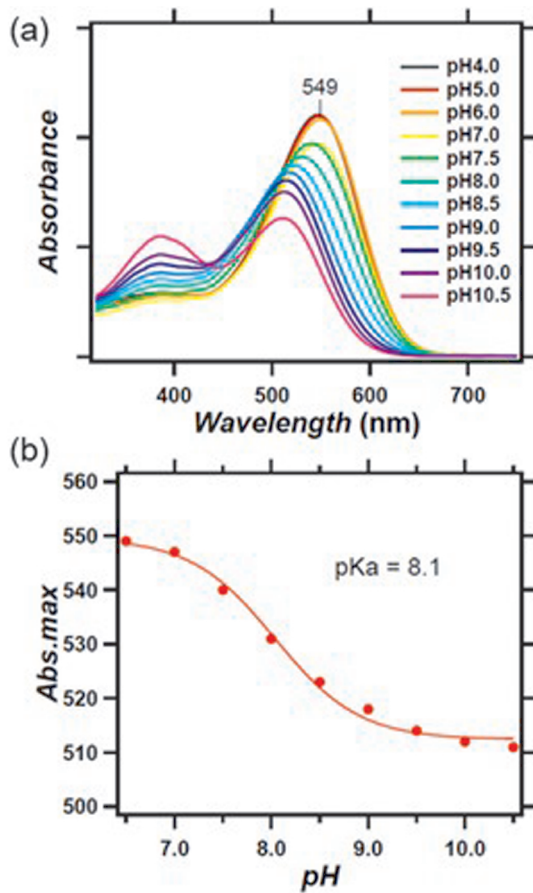 (a)
549
pH4.0
pH5.0
pH6.0
pH7.0
pH7.5
pH8.0
pH8.5
pH9.0
pH9.5
pH10.0
pH10.5
Absorbance
400 500 600 700
Wavelength (nm)
(b)
560
550
540
530
520
510
500
pKa = 8.1
Abs.max
7.0 8.0 9.0 10.0
pH